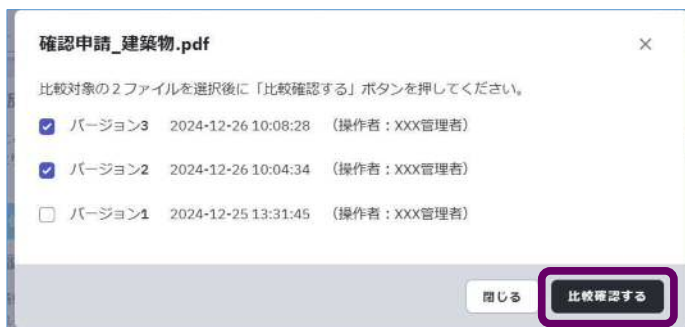 確認申請_建築物.pdf
比較対象の2ファイルを選択後に「比較確認する」ボタンを押してください。
バージョン3 2024-12-26 10:08:28 (操作者：XXX管理者)
バージョン2 2024-12-26 10:04:34 (操作者：XXX管理者)
バージョン1 2024-12-25 13:31:45 (操作者：XXX管理者)
閉じる 比較確認する